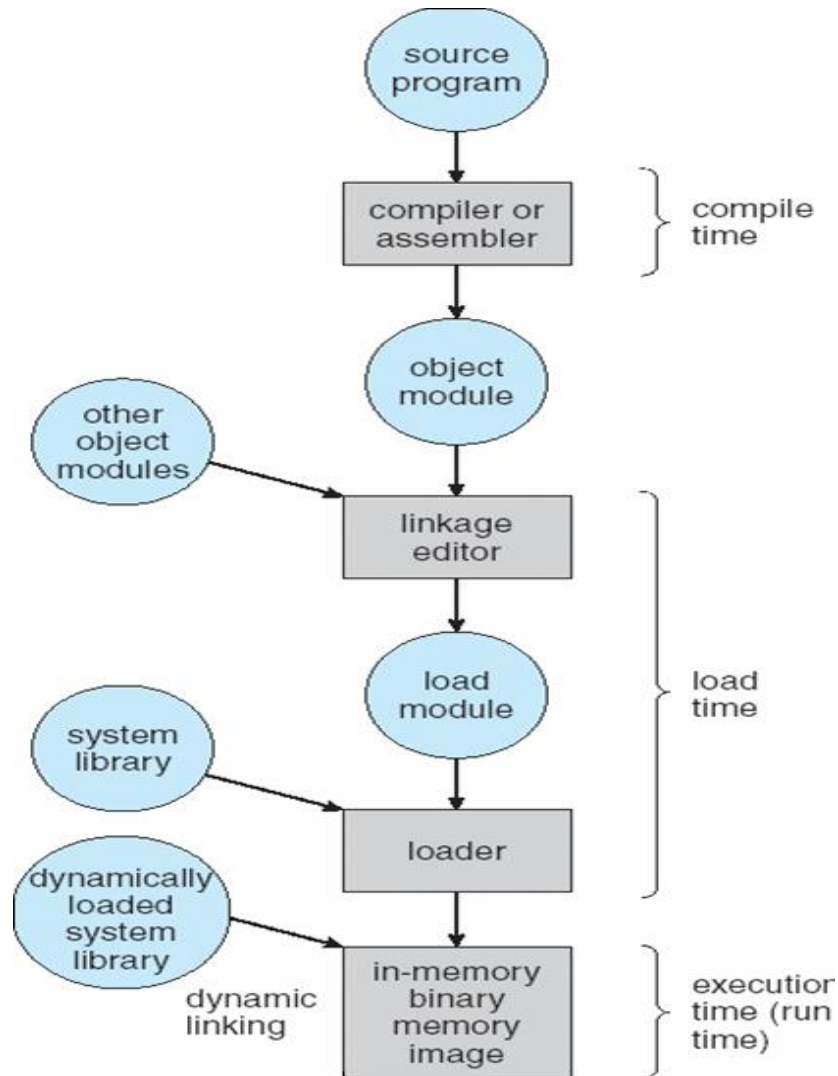 source
program
compiler or
assembler
compile
time
object
module
other
object
modules
linkage
editor
load
module
load
time
system
library
loader
dynamically
loaded
system
library
dynamic
linking
in-memory
binary
memory
image
execution
time (run
time)